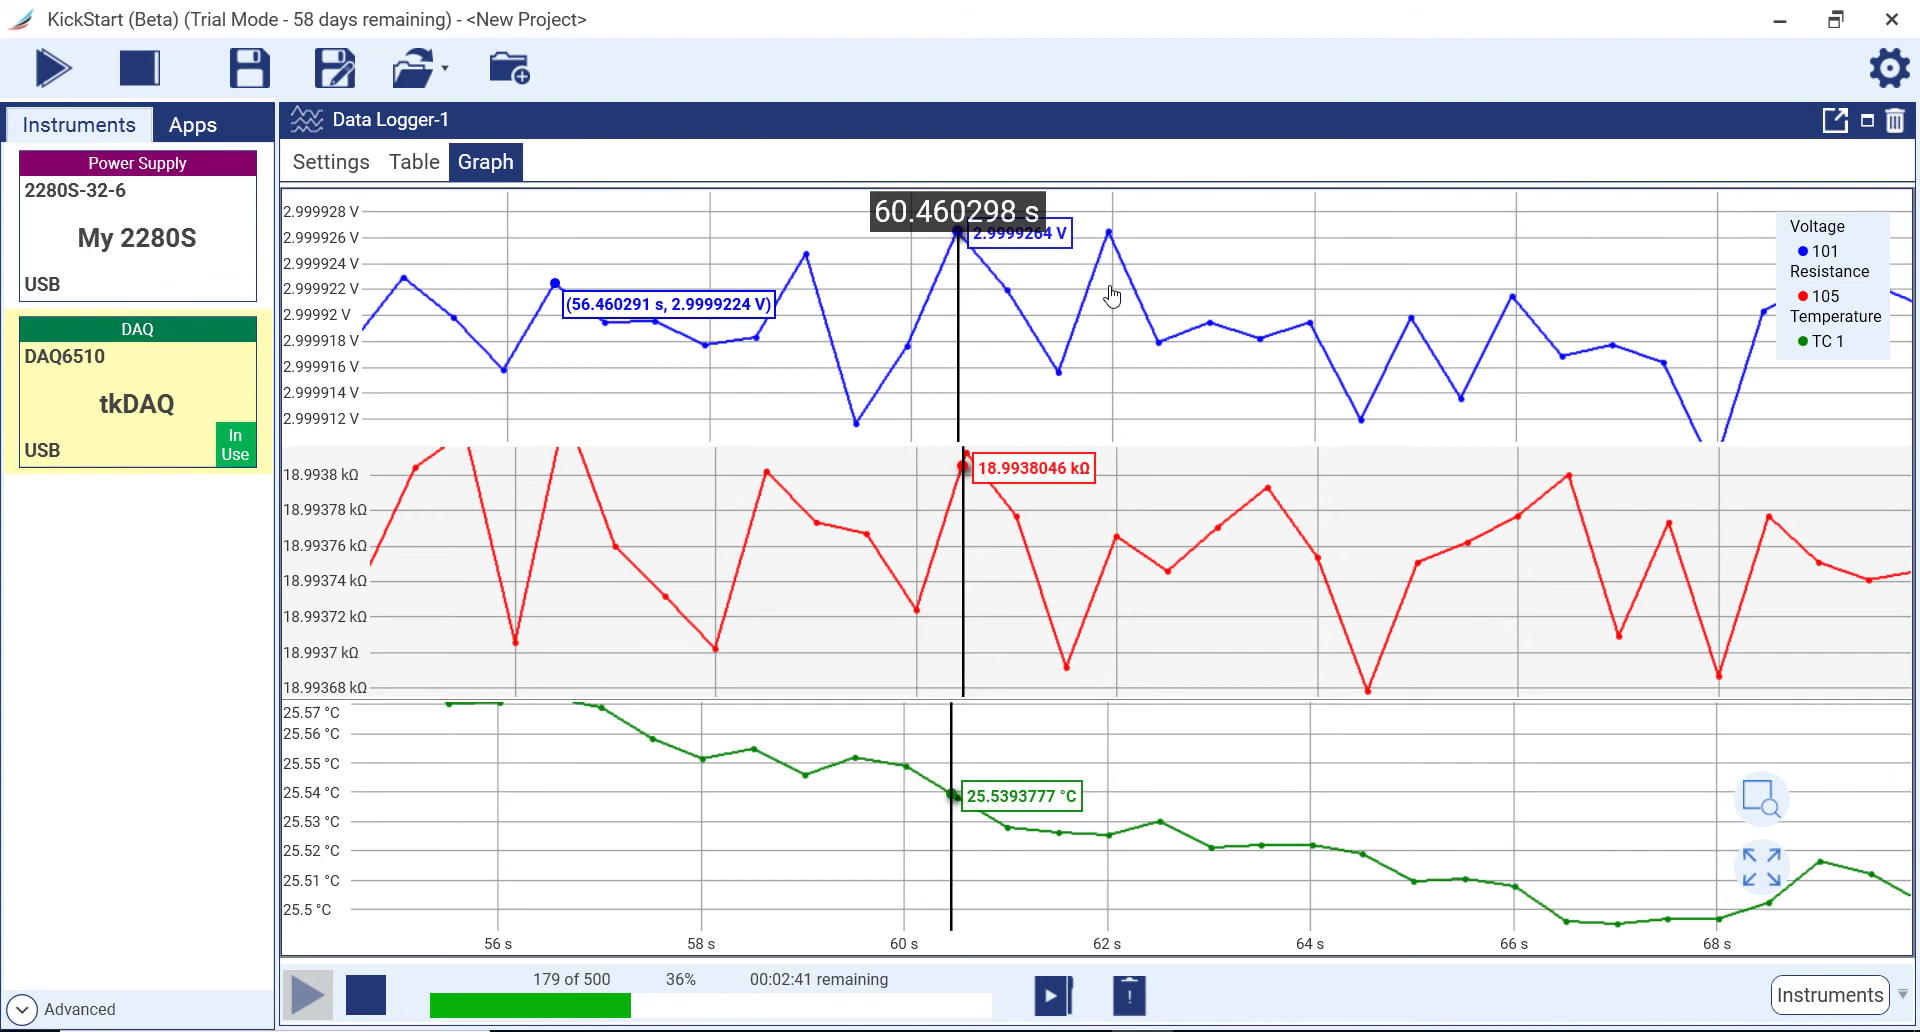 KickStart (Beta) (Trial Mode - 58 days remaining) - <New Project>
Instruments
Apps
Power Supply
2280S-32-6
My 2280S
USB
DAQ
DAQ6510
tkDAQ
USB
In
Use
Advanced
Data Logger-1
Settings
Table
Graph
60.460298 s
2.999928 V
2.999926 V
2.999924 V
2.999922 V
2.99992 V
2.999918 V
2.999916 V
2.999914 V
2.999912 V
2.9999264 V
(56.460291 s, 2.9999224 V)
Voltage
101
Resistance
105
Temperature
TC 1
18.9938 kΩ
18.99378 kΩ
18.99376 kΩ
18.99374 kΩ
18.99372 kΩ
18.9937 kΩ
18.99368 kΩ
18.9938046 kΩ
25.57 °C
25.56 °C
25.55 °C
25.54 °C
25.53 °C
25.52 °C
25.51 °C
25.5 °C
25.5393777 °C
56 s
58 s
60 s
62 s
64 s
66 s
68 s
179 of 500
36%
00:02:41 remaining
Instruments